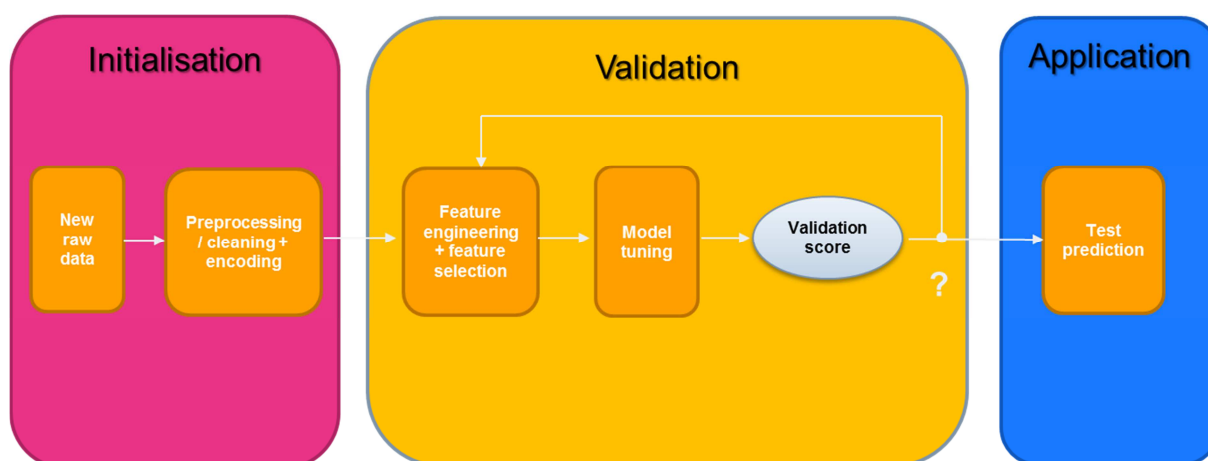 Initialisation
Validation
Application
New
raw
data
Preprocessing
/ cleaning +
encoding
Feature
engineering
+ feature
selection
Model
tuning
Validation
score
?
Test
prediction